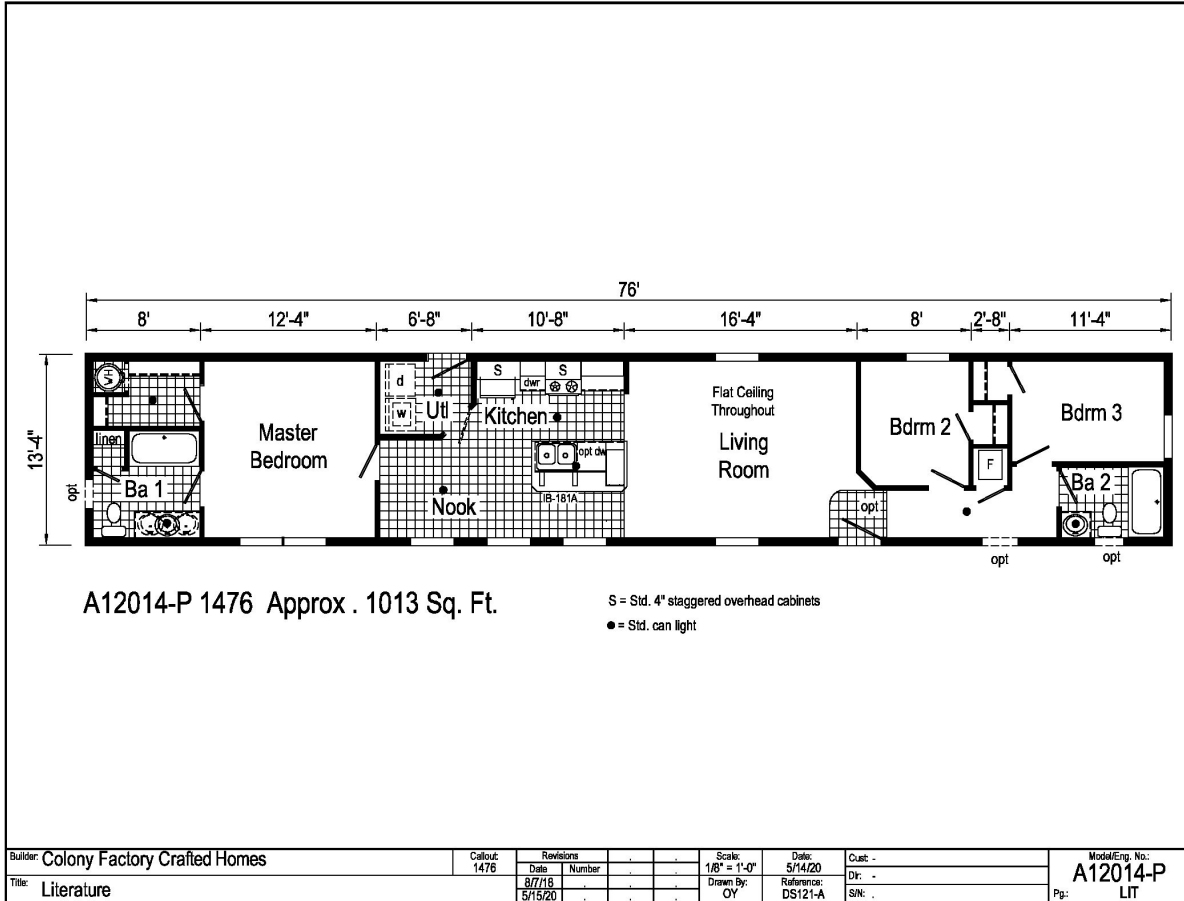 76'
8' 12'-4" 6'-8" 10'-8" 16'-4" 8' 2'-8" 11'-4"
13'-4"
WH
linen
Ba 1
opt
Master
Bedroom
d
w
Utl
S
dwr
S
Kitchen
opt dw
IB-181A
Nook
Flat Ceiling
Throughout
Living
Room
opt
Bdrm 2
F
Bdrm 3
Ba 2
opt
opt
A12014-P 1476 Approx . 1013 Sq. Ft.
S = Std. 4" staggered overhead cabinets
● = Std. can light
Builder: Colony Factory Crafted Homes
Title: Literature
Callout:
1476
Revisions
Date Number
8/7/18
5/15/20
Scale:
1/8" = 1'-0"
Drawn By:
OY
Date:
5/14/20
Reference:
DS121-A
Cust: -
Dir: -
S/N: .
Model/Eng. No.:
A12014-P
Pg.: LIT